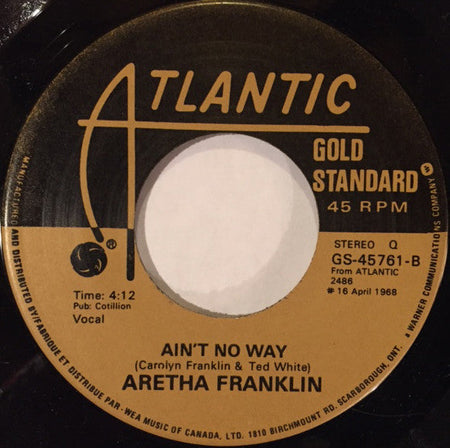 ATLANTIC
®
GOLD
STANDARD
45 RPM
STEREO Q
GS-45761-B
From ATLANTIC
2486
# 16 April 1968
Time: 4:12
Pub: Cotillion
Vocal
AIN'T NO WAY
(Carolyn Franklin & Ted White)
ARETHA FRANKLIN
MANUFACTURED BY/FABRIQUE ET DISTRIBUE PAR - WEA MUSIC OF CANADA, LTD. 1810 BIRCHMOUNT RD. SCARBOROUGH, ONT. A WARNER COMMUNICATIONS COMPANY